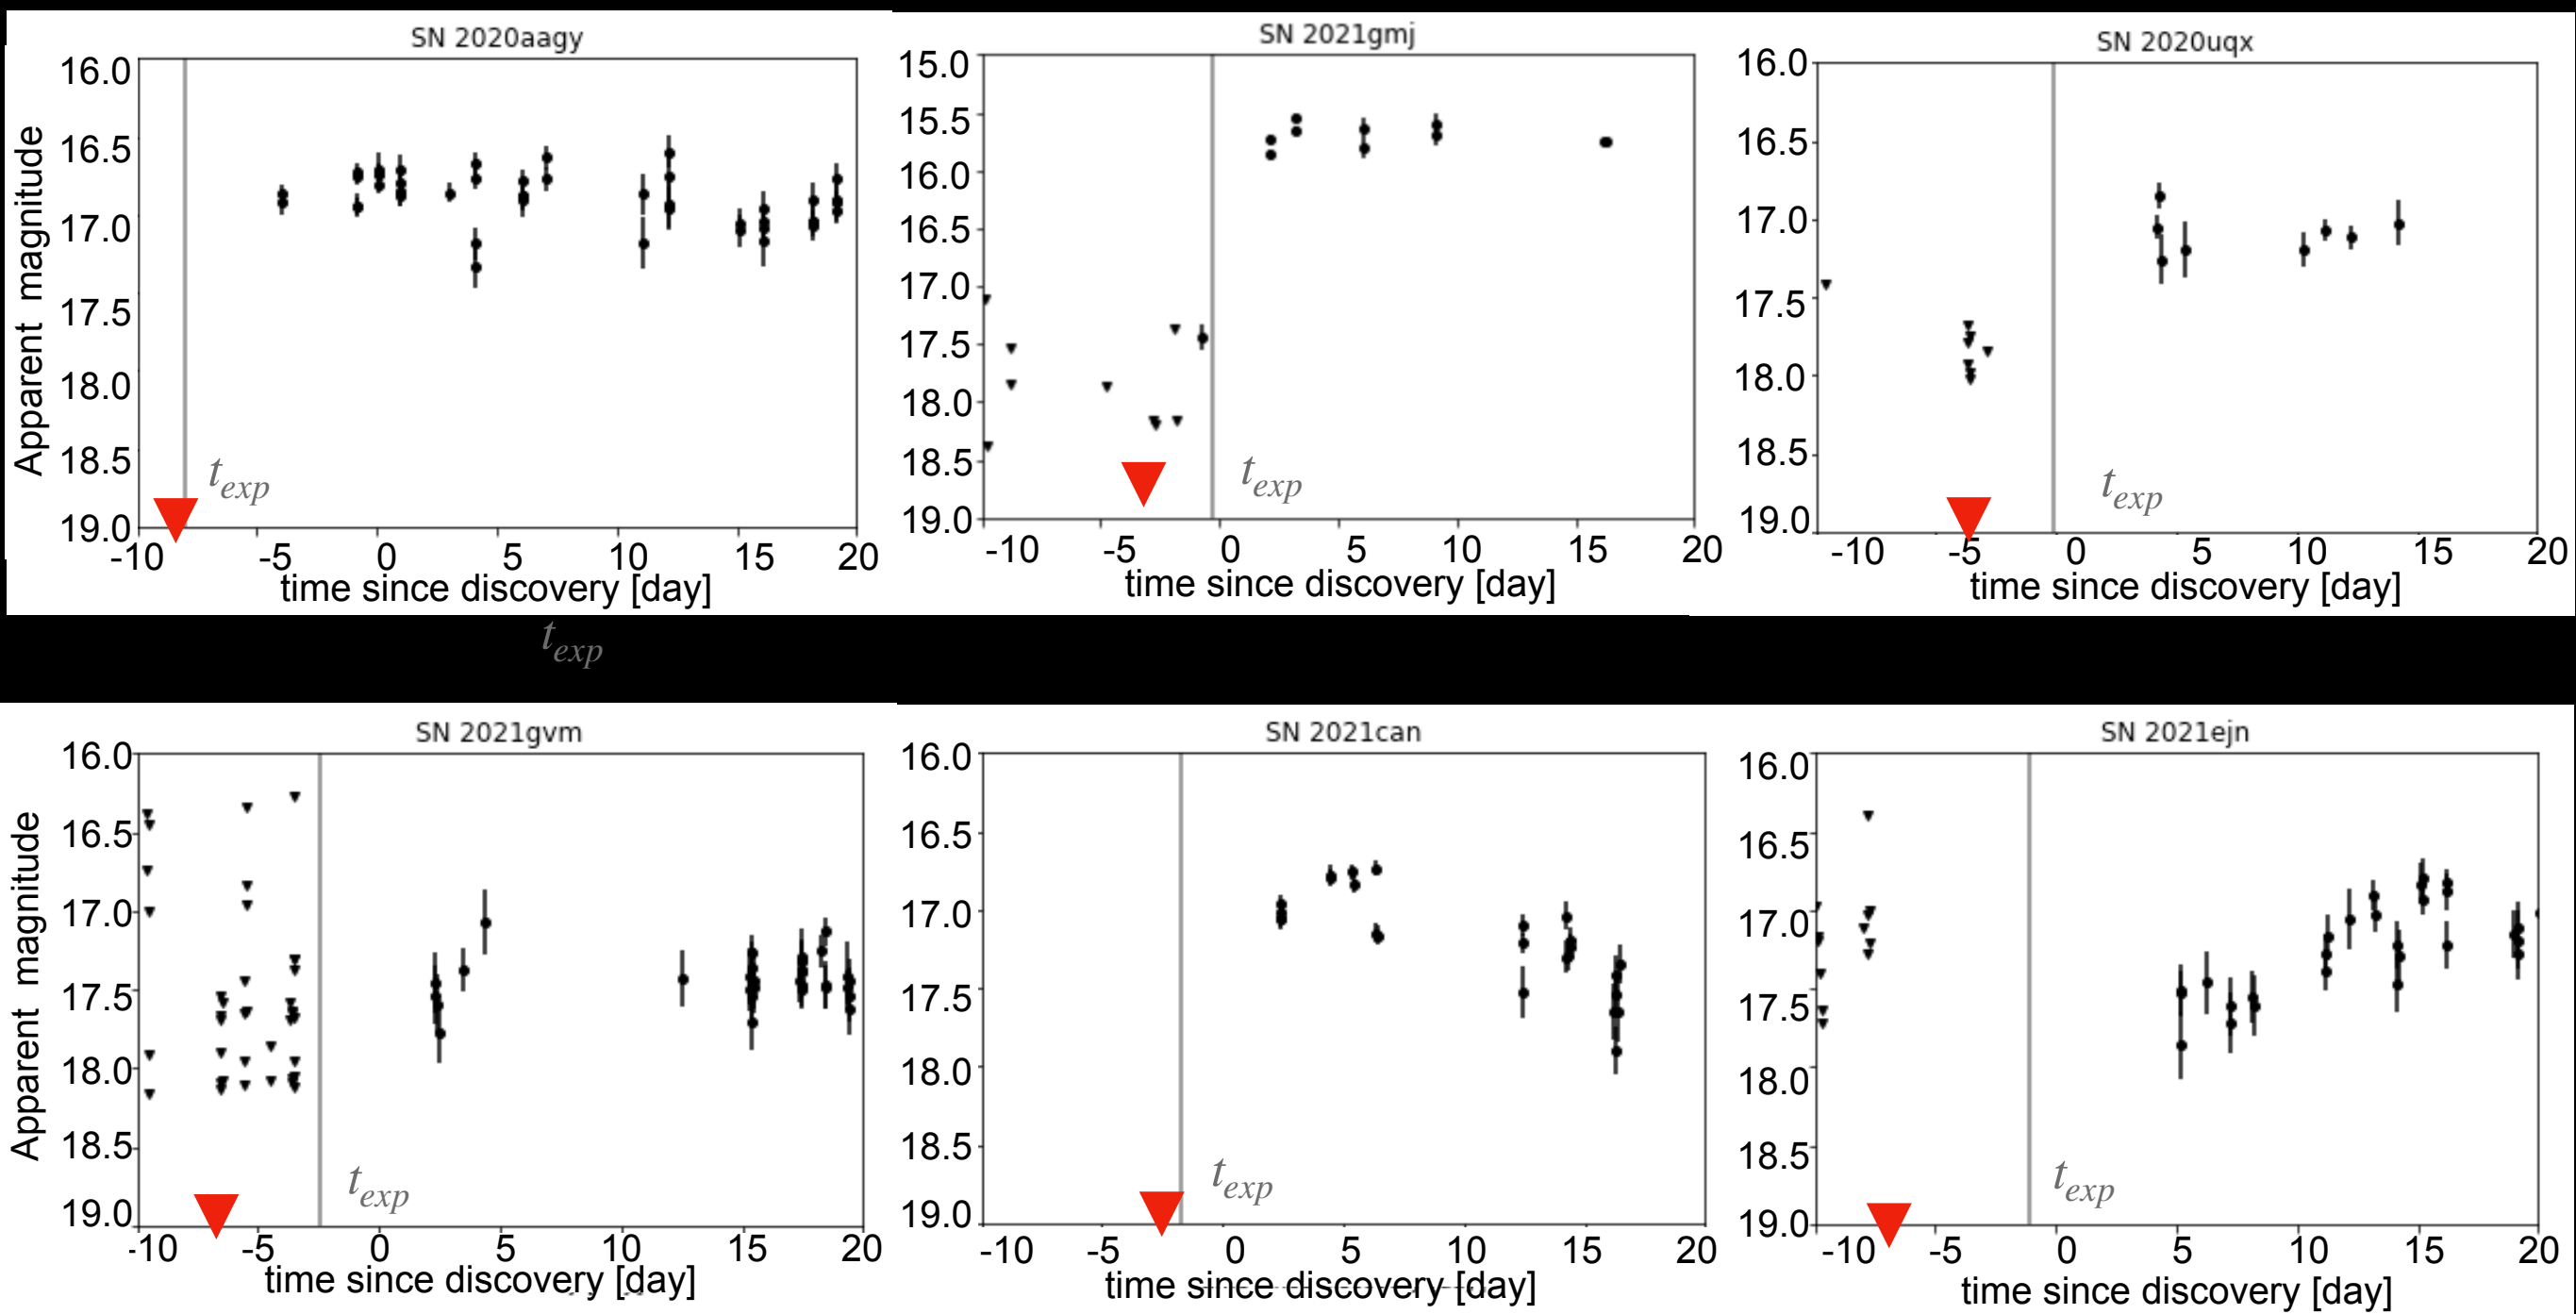 SN 2020aagy
SN 2021gmj
SN 2020uqx
Apparent magnitude
16.0
16.5
17.0
17.5
18.0
18.5
19.0
t_exp
-10 -5 0 5 10 15 20
time since discovery [day]
15.0
15.5
16.0
16.5
17.0
17.5
18.0
18.5
19.0
t_exp
-10 -5 0 5 10 15 20
time since discovery [day]
16.0
16.5
17.0
17.5
18.0
18.5
19.0
t_exp
-10 -5 0 5 10 15 20
time since discovery [day]
t_exp
SN 2021gvm
SN 2021can
SN 2021ejn
Apparent magnitude
16.0
16.5
17.0
17.5
18.0
18.5
19.0
t_exp
-10 -5 0 5 10 15 20
time since discovery [day]
16.0
16.5
17.0
17.5
18.0
18.5
19.0
t_exp
-10 -5 0 5 10 15 20
time since discovery [day]
16.0
16.5
17.0
17.5
18.0
18.5
19.0
t_exp
-10 -5 0 5 10 15 20
time since discovery [day]